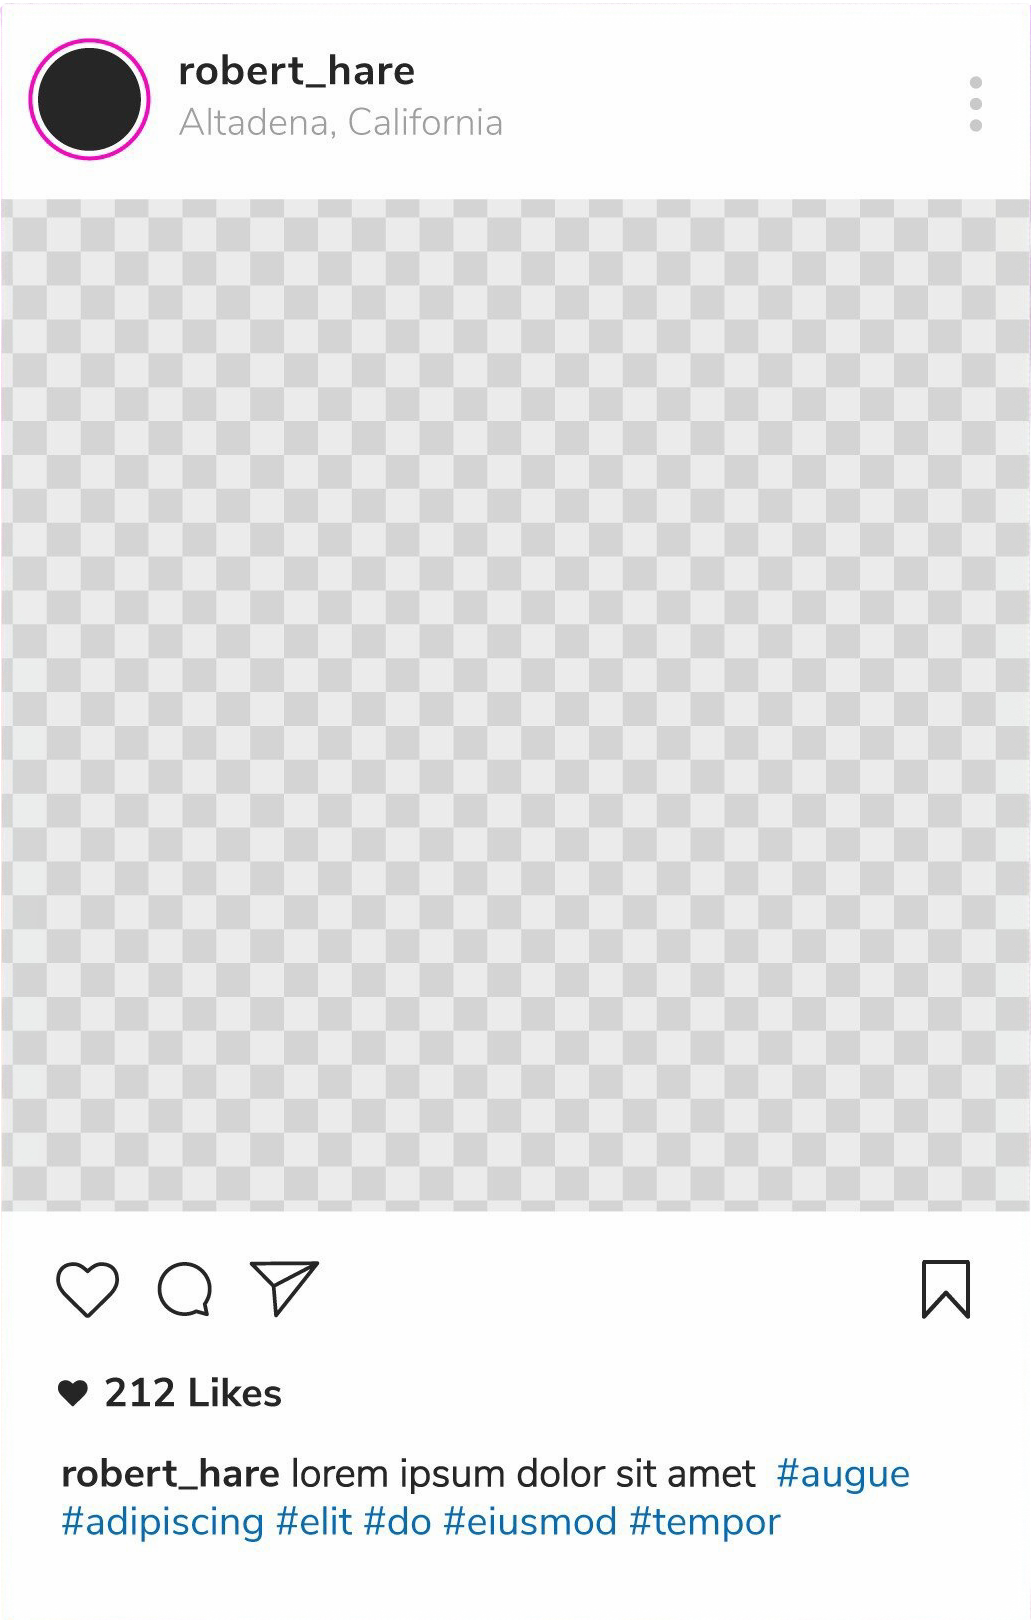 robert_hare
Altadena, California
212 Likes
robert_hare lorem ipsum dolor sit amet  #augue
#adipiscing #elit #do #eiusmod #tempor